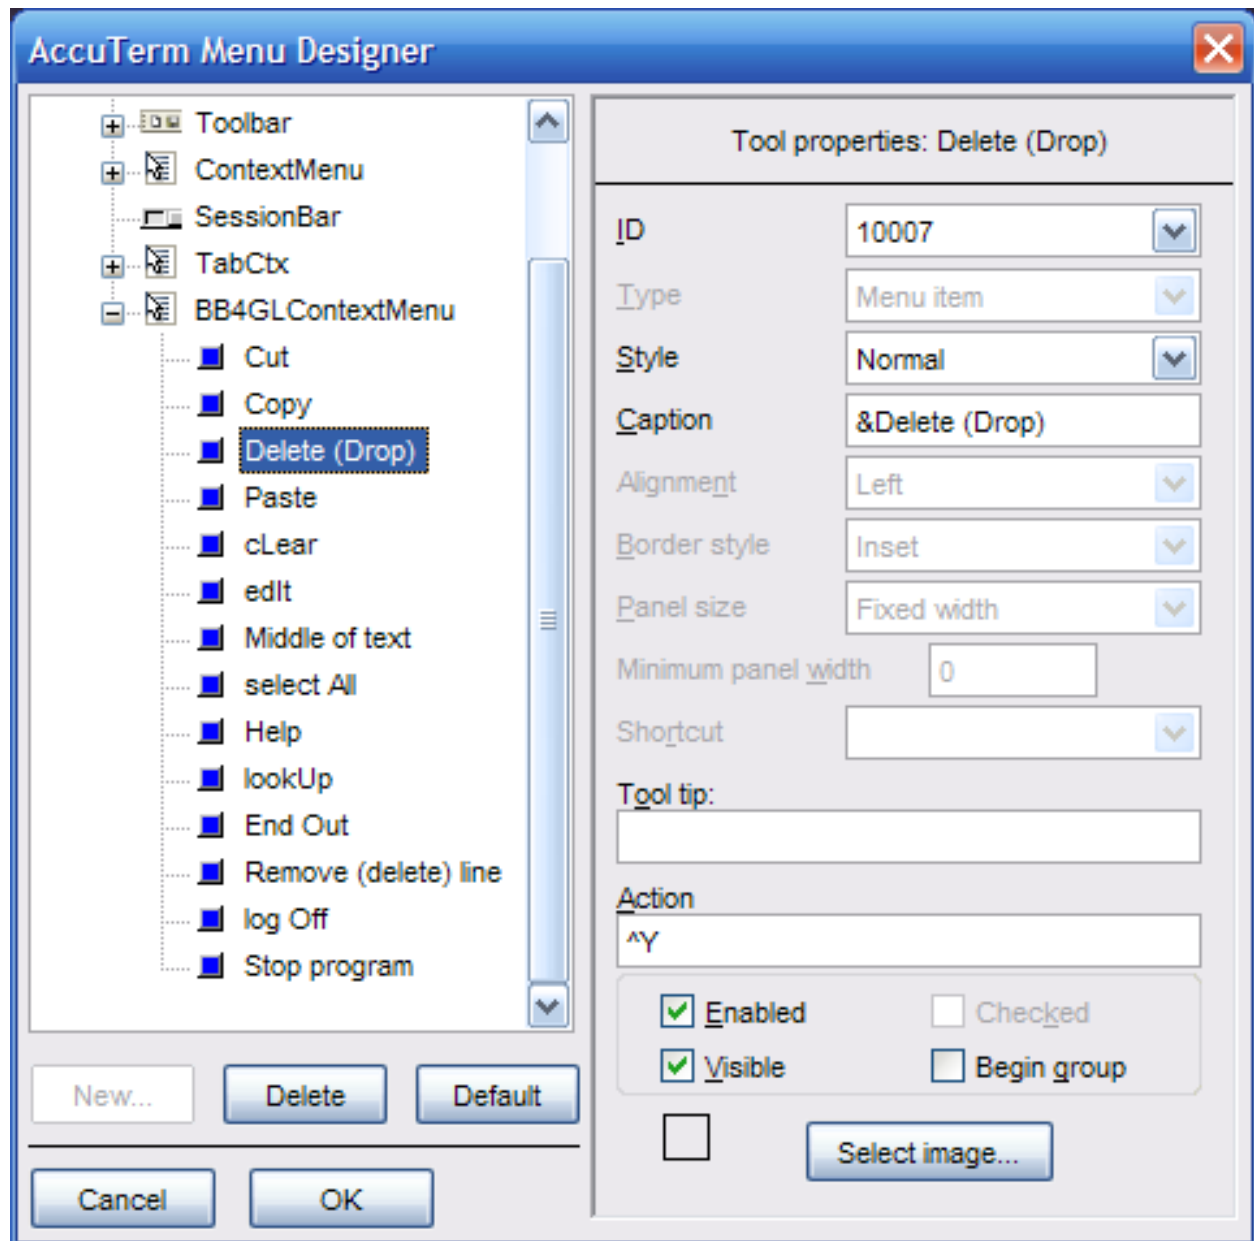 AccuTerm Menu Designer
Toolbar
ContextMenu
SessionBar
TabCtx
BB4GLContextMenu
Cut
Copy
Delete (Drop)
Paste
cLear
edIt
Middle of text
select All
Help
lookUp
End Out
Remove (delete) line
log Off
Stop program
New...
Delete
Default
Cancel
OK
Tool properties: Delete (Drop)
ID 10007
Type Menu item
Style Normal
Caption &Delete (Drop)
Alignment Left
Border style Inset
Panel size Fixed width
Minimum panel width 0
Shortcut
Tool tip:
Action
^Y
Enabled Checked
Visible Begin group
Select image...